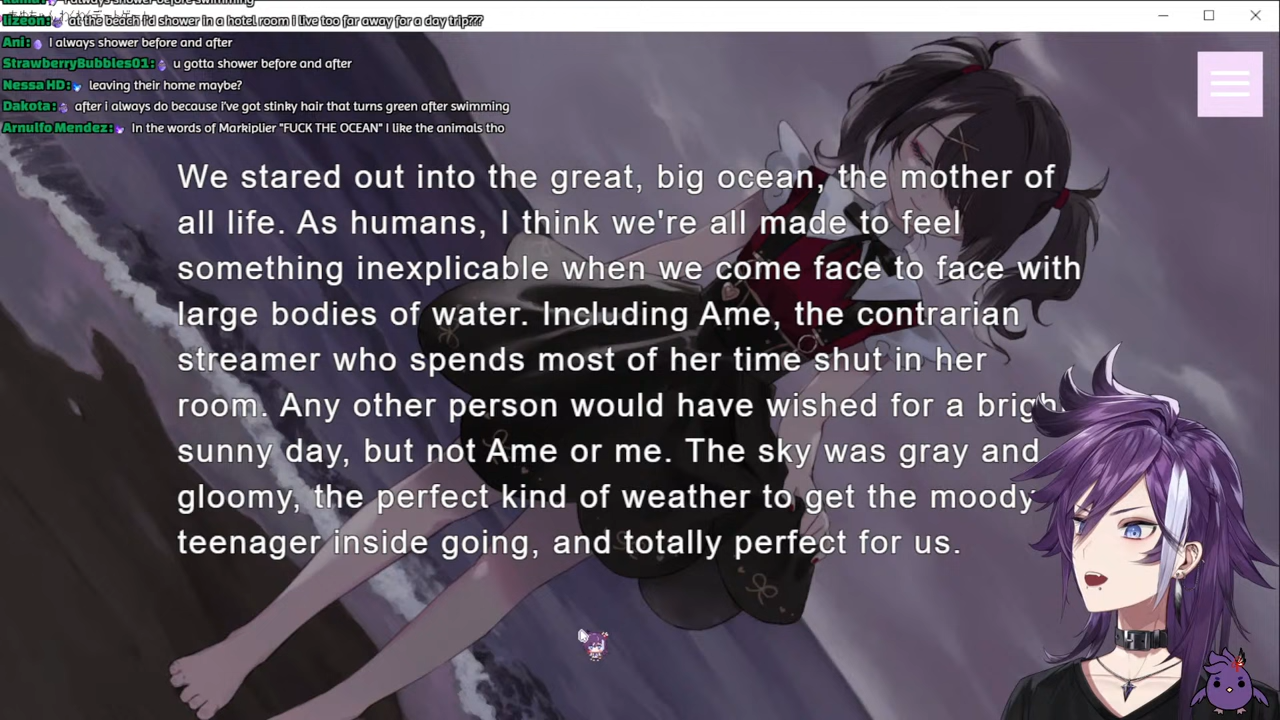 always shower before swimming
lizeon: at the beach i'd shower in a hotel room I live too far away for a day trip???
Ani: I always shower before and after
StrawberryBubbles01: u gotta shower before and after
Nessa HD: leaving their home maybe?
Dakota: after i always do because i've got stinky hair that turns green after swimming
Arnulfo Mendez: In the words of Markiplier "FUCK THE OCEAN" I like the animals tho
We stared out into the great, big ocean, the mother of
all life. As humans, I think we're all made to feel
something inexplicable when we come face to face with
large bodies of water. Including Ame, the contrarian
streamer who spends most of her time shut in her
room. Any other person would have wished for a brigh
sunny day, but not Ame or me. The sky was gray and
gloomy, the perfect kind of weather to get the moody
teenager inside going, and totally perfect for us.